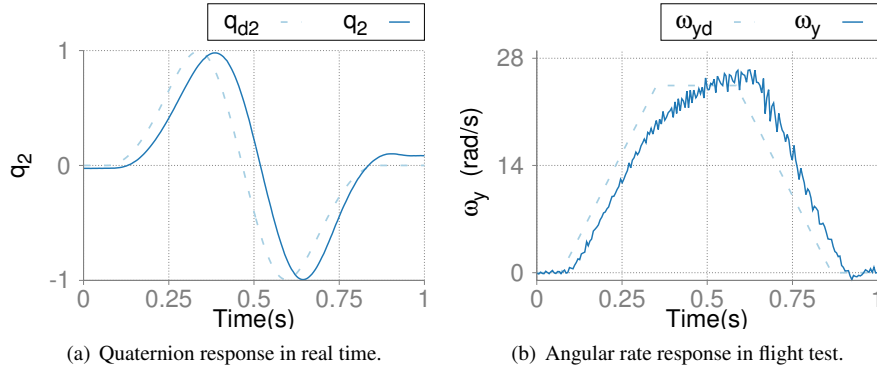 q_d2 q_2
1
0
-1
q_2
0 0.25 0.5 0.75 1
Time(s)
(a) Quaternion response in real time.
ω_yd ω_y
28
14
0
ω_y (rad/s)
0 0.25 0.5 0.75 1
Time(s)
(b) Angular rate response in flight test.